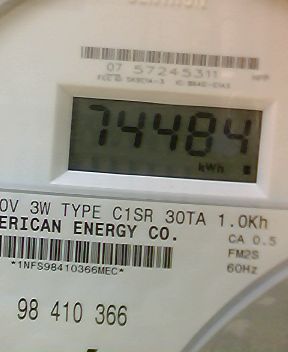 07 57245311
74484
kWh
0V 3W TYPE C1SR 30TA 1.0Kh
ERICAN ENERGY CO.
CA 0.5
FM2S
*1NFS98410366MEC*
60Hz
98 410 366